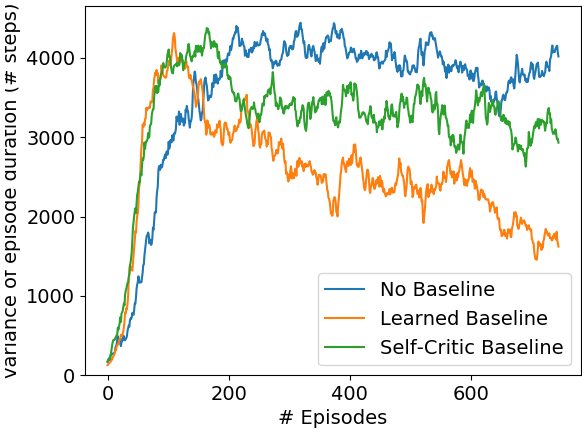 variance of episode duration (# steps)
4000
3000
2000
1000
0
0
200
400
600
# Episodes
No Baseline
Learned Baseline
Self-Critic Baseline